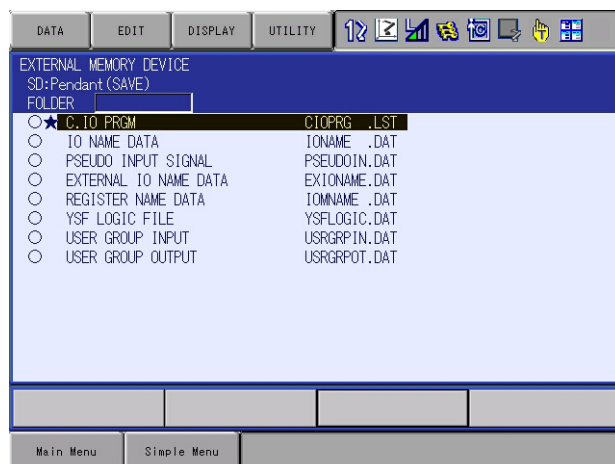 DATA EDIT DISPLAY UTILITY
EXTERNAL MEMORY DEVICE
SD:Pendant(SAVE)
FOLDER
C.IO PRGM CIOPRG .LST
IO NAME DATA IONAME .DAT
PSEUDO INPUT SIGNAL PSEUDOIN.DAT
EXTERNAL IO NAME DATA EXIONAME.DAT
REGISTER NAME DATA IOMNAME .DAT
YSF LOGIC FILE YSFLOGIC.DAT
USER GROUP INPUT USRGRPIN.DAT
USER GROUP OUTPUT USRGRPOT.DAT
Main Menu Simple Menu